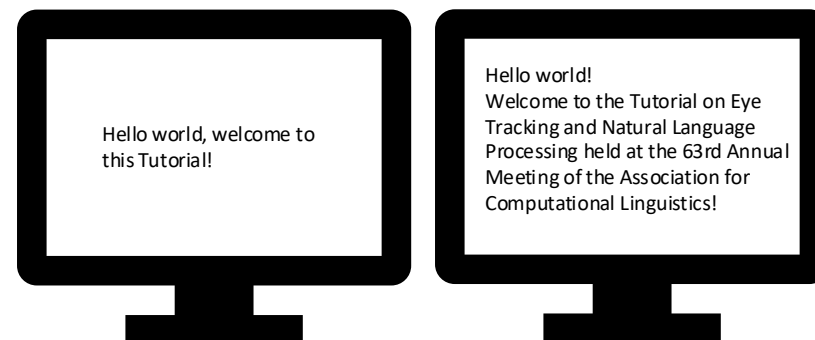 Hello world, welcome to
this Tutorial!
Hello world!
Welcome to the Tutorial on Eye
Tracking and Natural Language
Processing held at the 63rd Annual
Meeting of the Association for
Computational Linguistics!